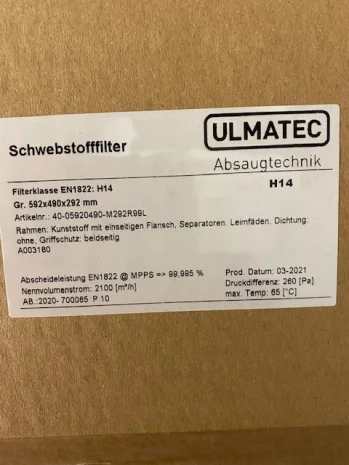 ULMATEC
Schwebstofffilter
Absaugtechnik
Filterklasse EN1822: H14
H14
Gr. 592x490x292 mm
Artikelnr.: 40-05920490-M292R99L
Rahmen: Kunststoff mit einseitigen Flansch, Separatoren. Leimfäden, Dichtung:
ohne, Griffschutz: beidseitig
A003180
Abscheideleistung EN1822 @ MPPS => 99,995 %
Prod. Datum: 03-2021
Nennvolumenstrom: 2100 [m³/h]
Druckdifferenz: 260 [Pa]
AB.:2020- 700065 P 10
max. Temp: 65 [°C]